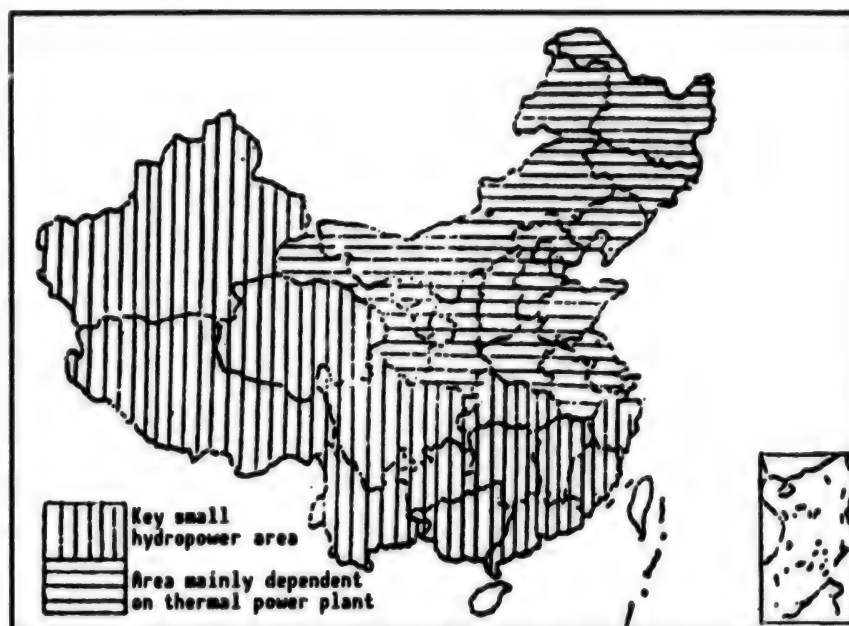 Key small
hydropower area
Area mainly dependent
on thermal power plant